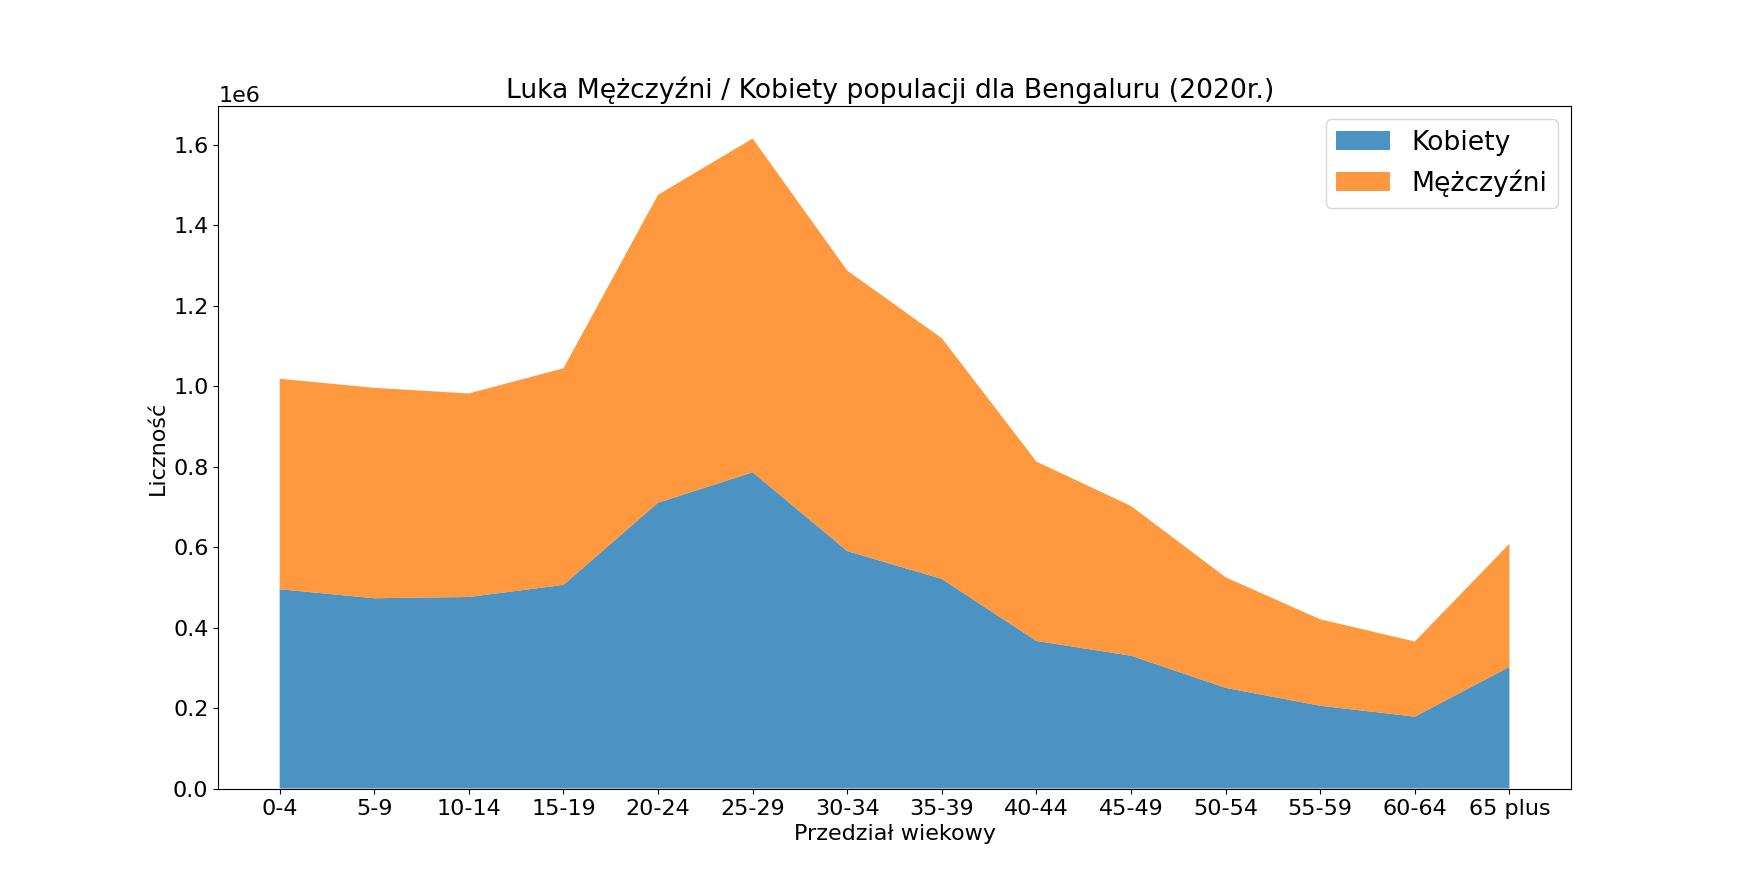 Luka Mężczyźni / Kobiety populacji dla Bengaluru (2020r.)
1e6
Kobiety
Mężczyźni
1.6
1.4
1.2
1.0
0.8
0.6
0.4
0.2
0.0
Liczność
0-4 5-9 10-14 15-19 20-24 25-29 30-34 35-39 40-44 45-49 50-54 55-59 60-64 65 plus
Przedział wiekowy